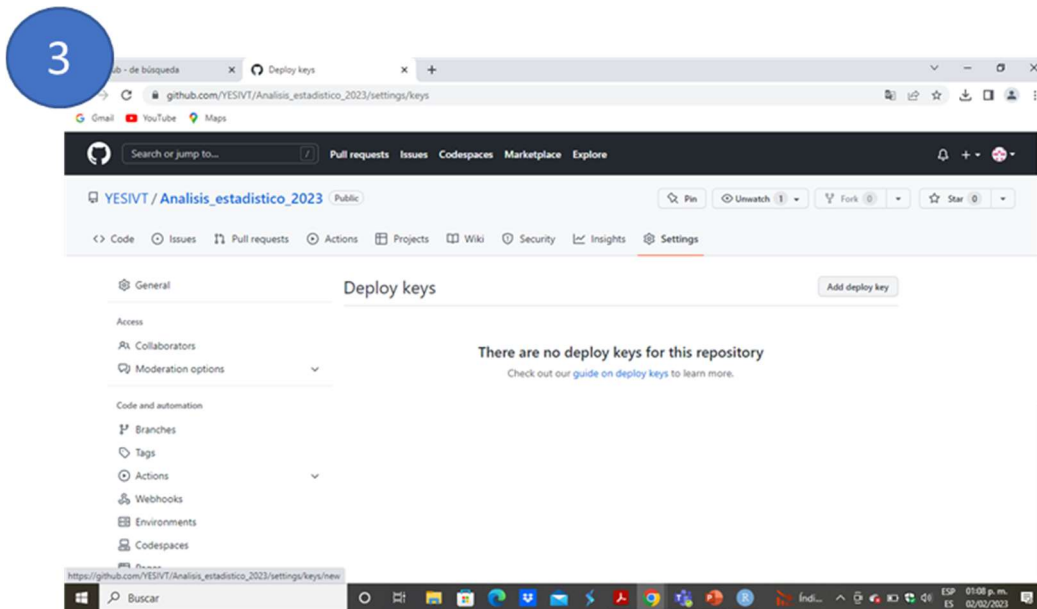 3
ub - de búsqueda
Deploy keys
github.com/YESIVT/Analisis_estadistico_2023/settings/keys
Gmail YouTube Maps
Search or jump to... / Pull requests Issues Codespaces Marketplace Explore
YESIVT / Analisis_estadistico_2023 Public Pin Unwatch 1 Fork 0 Star 0
Code Issues Pull requests Actions Projects Wiki Security Insights Settings
General
Deploy keys Add deploy key
Access
Collaborators
Moderation options
There are no deploy keys for this repository
Check out our guide on deploy keys to learn more.
Code and automation
Branches
Tags
Actions
Webhooks
Environments
Codespaces
Pages
https://github.com/YESIVT/Analisis_estadistico_2023/settings/keys/new
Buscar Índi... ESP 01:08 p. m.
ES 02/02/2023